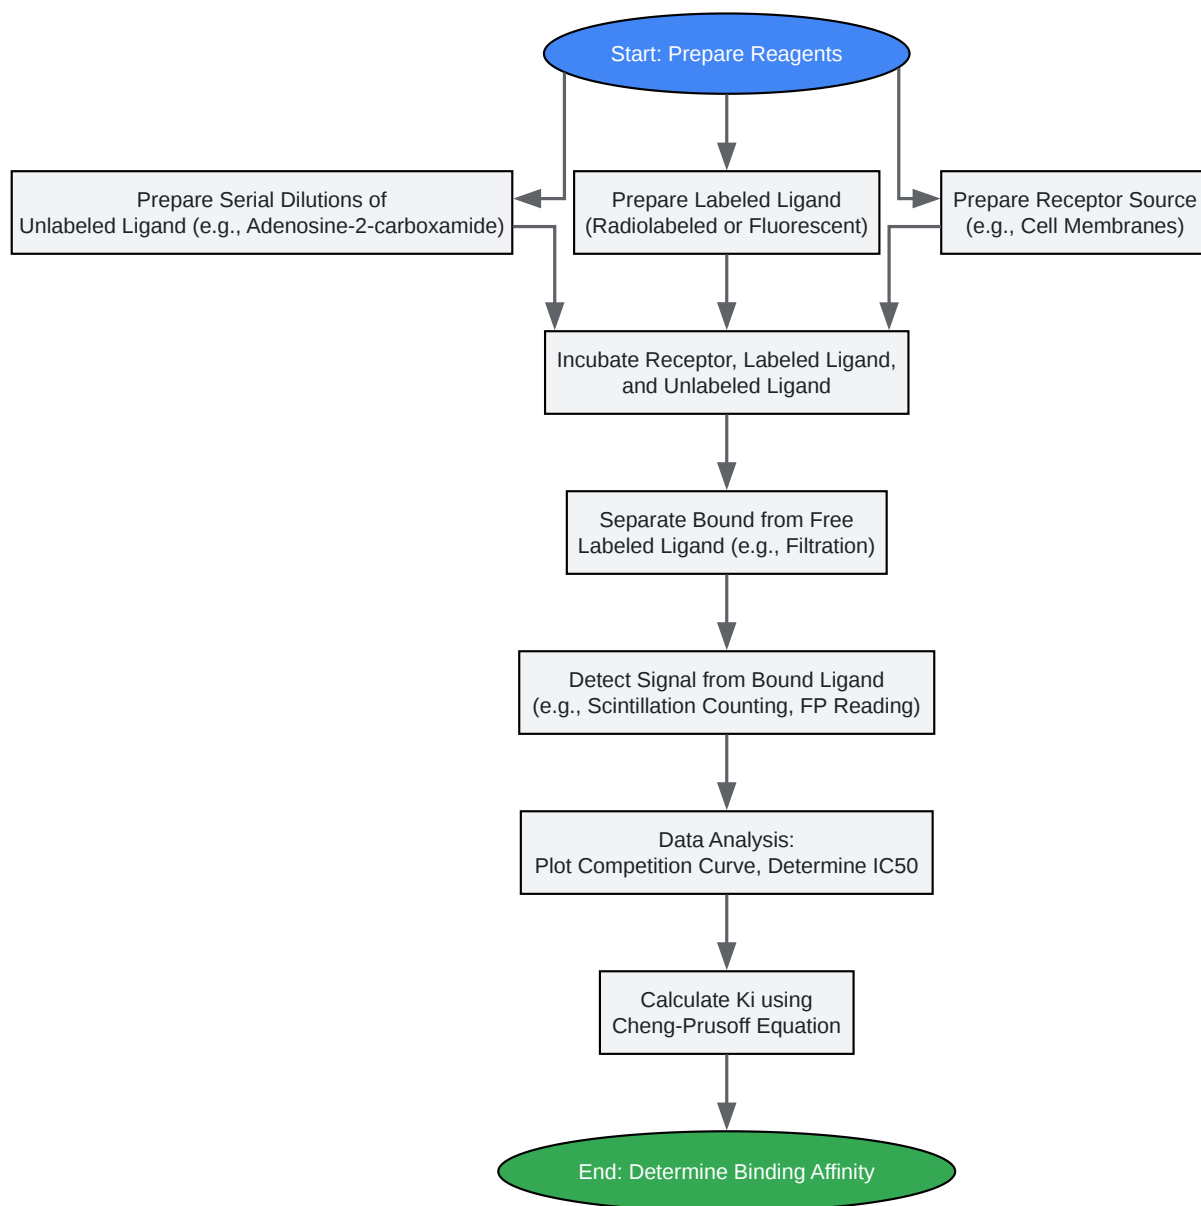 Start: Prepare Reagents
Prepare Serial Dilutions of
Unlabeled Ligand (e.g., Adenosine-2-carboxamide)
Prepare Labeled Ligand
(Radiolabeled or Fluorescent)
Prepare Receptor Source
(e.g., Cell Membranes)
Incubate Receptor, Labeled Ligand,
and Unlabeled Ligand
Separate Bound from Free
Labeled Ligand (e.g., Filtration)
Detect Signal from Bound Ligand
(e.g., Scintillation Counting, FP Reading)
Data Analysis:
Plot Competition Curve, Determine IC50
Calculate Ki using
Cheng-Prusoff Equation
End: Determine Binding Affinity